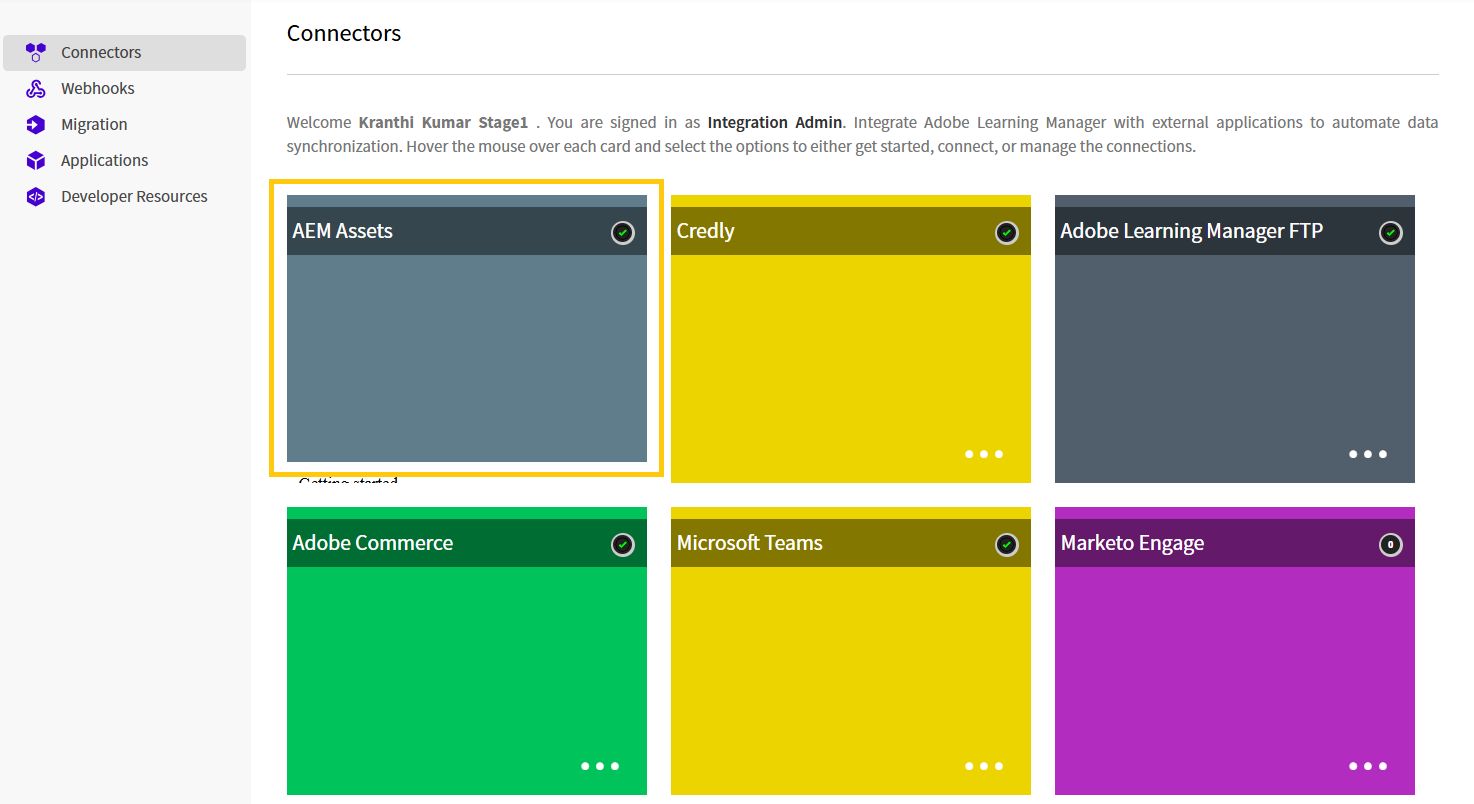 Connectors
Webhooks
Migration
Applications
Developer Resources
Connectors
Welcome Kranthi Kumar Stage1 . You are signed in as Integration Admin. Integrate Adobe Learning Manager with external applications to automate data
synchronization. Hover the mouse over each card and select the options to either get started, connect, or manage the connections.
AEM Assets
Credly
Adobe Learning Manager FTP
Getting started
Adobe Commerce
Microsoft Teams
Marketo Engage
0